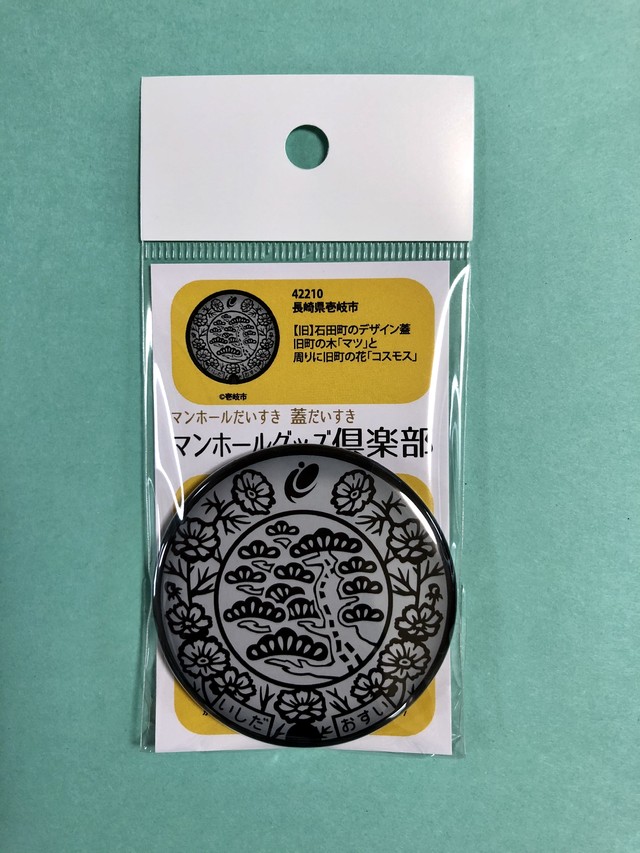 42210
長崎県壱岐市
【旧】石田町のデザイン蓋
旧町の木「マツ」と
周りに旧町の花「コスモス」
©壱岐市
マンホールだいすき 蓋だいすき
マンホールグッズ倶楽部
いしだ
おすい